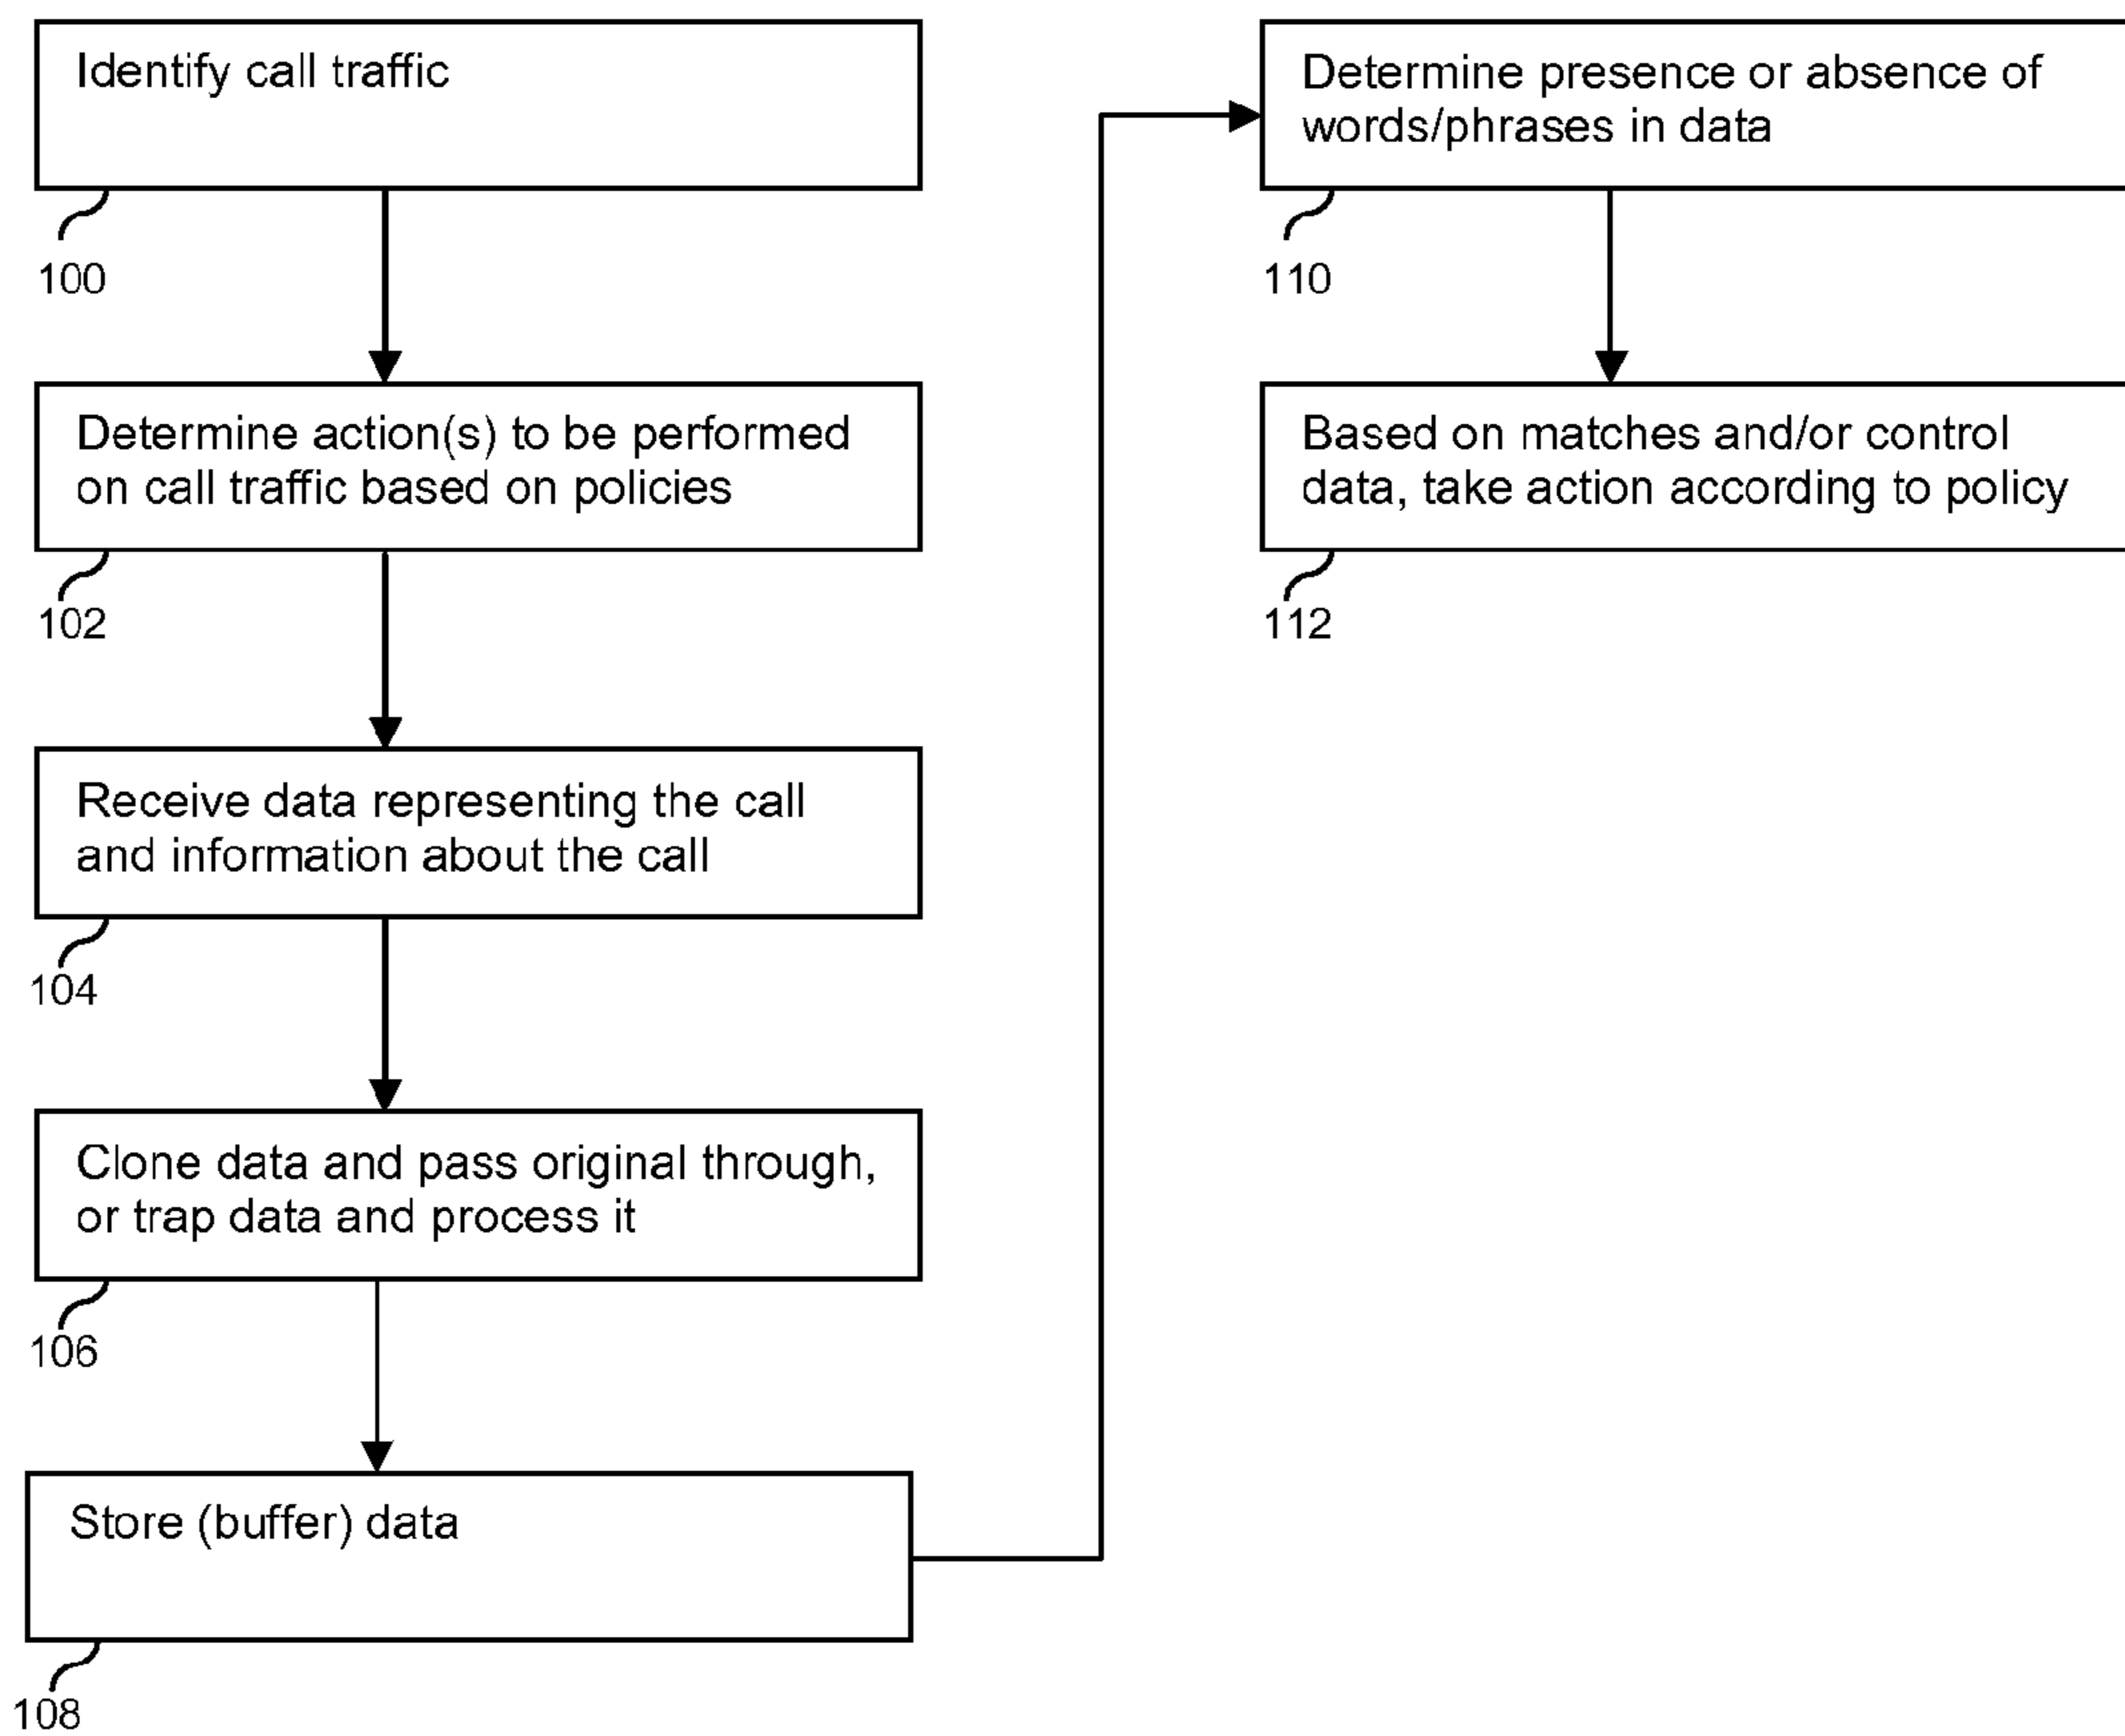 Identify call traffic
100
Determine action(s) to be performed
on call traffic based on policies
102
Receive data representing the call
and information about the call
104
Clone data and pass original through,
or trap data and process it
106
Store (buffer) data
108
Determine presence or absence of
words/phrases in data
110
Based on matches and/or control
data, take action according to policy
112